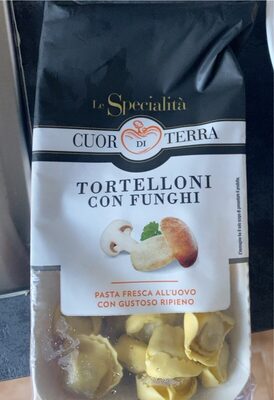 Le Specialità
CUOR DI TERRA
TORTELLONI
CON FUNGHI
PASTA FRESCA ALL'UOVO
CON GUSTOSO RIPIENO